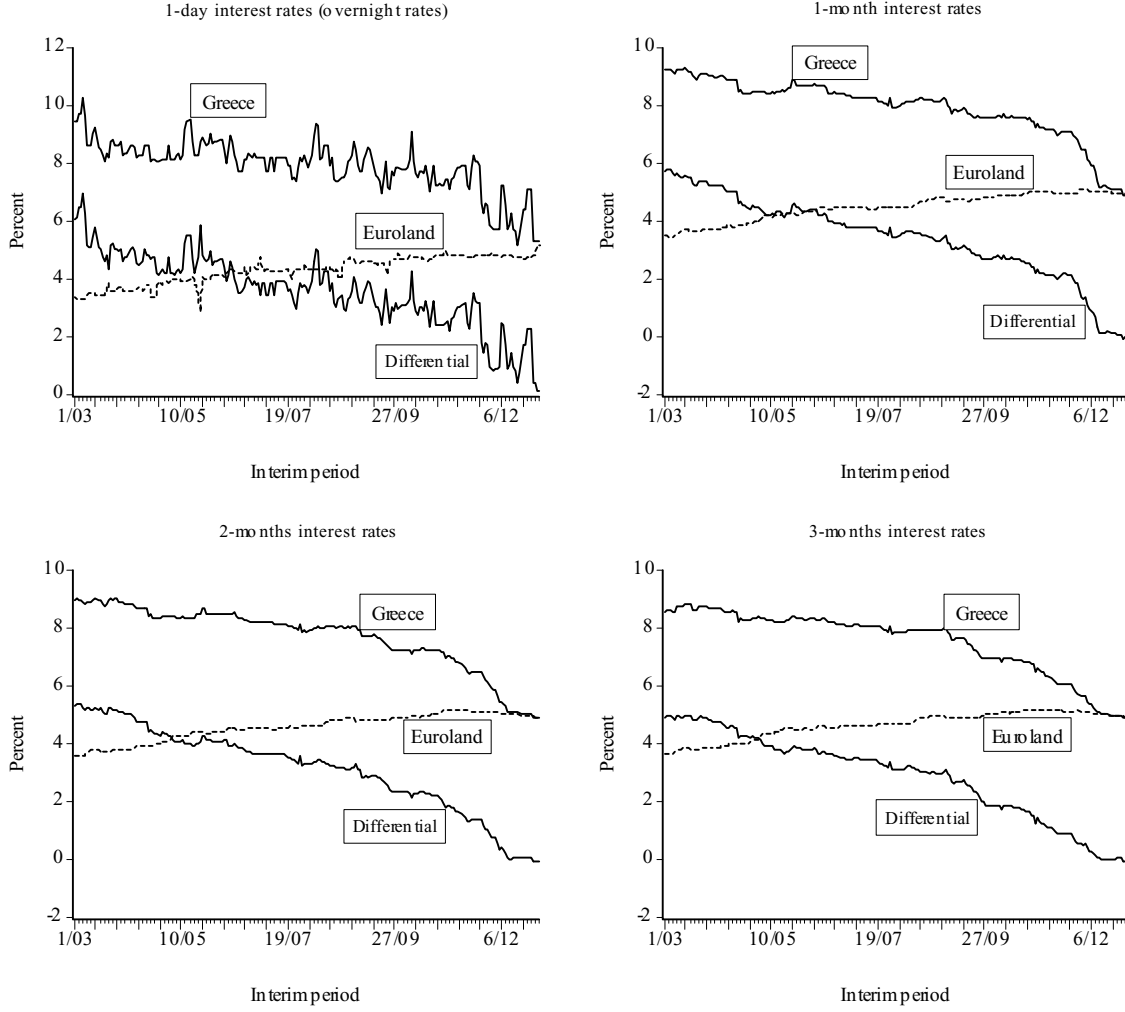 1-day interest rates (overnight rates)
12
10
8
6
4
2
0
Percent
Greece
Euroland
Differential
1/03 10/05 19/07 27/09 6/12
Interim period
1-month interest rates
10
8
6
4
2
0
-2
Percent
Greece
Euroland
Differential
1/03 10/05 19/07 27/09 6/12
Interim period
2-months interest rates
10
8
6
4
2
0
-2
Percent
Greece
Euroland
Differential
1/03 10/05 19/07 27/09 6/12
Interim period
3-months interest rates
10
8
6
4
2
0
-2
Percent
Greece
Euroland
Differential
1/03 10/05 19/07 27/09 6/12
Interim period